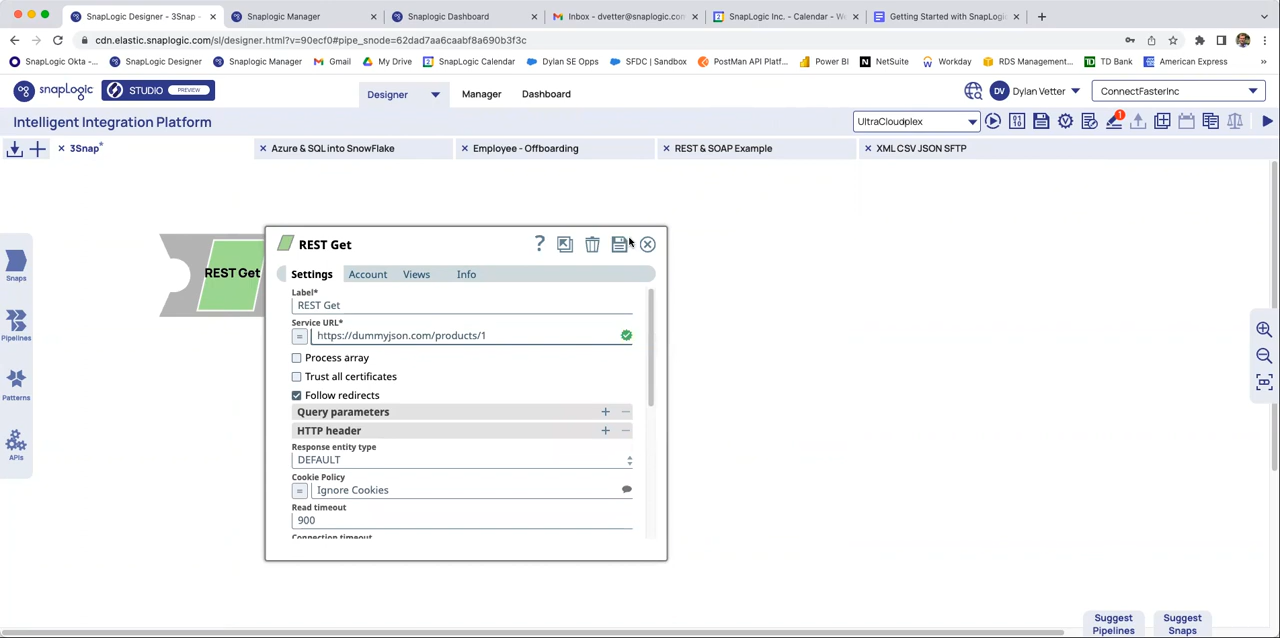 SnapLogic Designer - 3Snap
Snaplogic Manager
Snaplogic Dashboard
Inbox - dvetter@snaplogic.con
SnapLogic Inc. - Calendar - We
Getting Started with SnapLogi
cdn.elastic.snaplogic.com/sl/designer.html?v=90ecf0#pipe_snode=62dad7aa6caabf8a690b3f3c
SnapLogic Okta -...
SnapLogic Designer
Snaplogic Manager
Gmail
My Drive
SnapLogic Calendar
Dylan SE Opps
SFDC | Sandbox
PostMan API Platf...
Power BI
NetSuite
Workday
RDS Management...
TD Bank
American Express
»
snapLogic
STUDIO PREVIEW
Designer
Manager
Dashboard
DV
Dylan Vetter
ConnectFasterInc
Intelligent Integration Platform
UltraCloudplex
1
3Snap*
Azure & SQL into SnowFlake
Employee - Offboarding
REST & SOAP Example
XML CSV JSON SFTP
Snaps
Pipelines
Patterns
APIs
REST Get
REST Get
?
Settings
Account
Views
Info
Label*
REST Get
Service URL*
= https://dummyjson.com/products/1
Process array
Trust all certificates
Follow redirects
Query parameters + −
HTTP header + −
Response entity type
DEFAULT
Cookie Policy
= Ignore Cookies
Read timeout
900
Connection timeout
Suggest
Pipelines
Suggest
Snaps